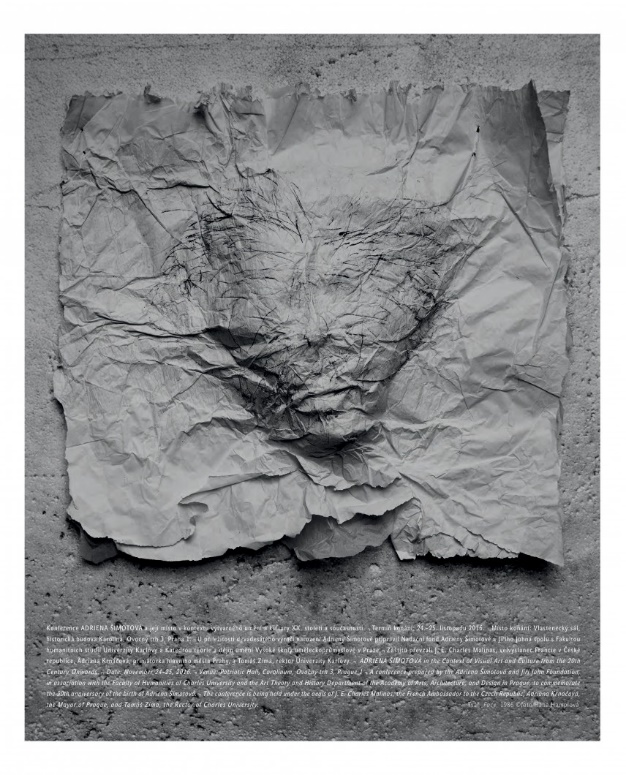 Konference ADRIENA ŠIMOTOVÁ a její místo v kontextu výtvarného umění a kultury XX. století a současnosti. – Termín konání: 24–25. listopadu 2016. – Místo konání: Vlastenecký sál,
historická budova Karolina, Ovocný trh 3, Praha 1. – U příležitosti devadesátého výročí narození Adrieny Šimotové připravil Nadační fond Adrieny Šimotové a Jiřího Johna spolu s Fakultou
humanitních studií Univerzity Karlovy a Katedrou teorie a dějin umění Vysoké školy uměleckoprůmyslové v Praze. – Záštitu převzali J. E. Charles Malinas, velvyslanec Francie v České
republice, Adriana Krnáčová, primátorka hlavního města Prahy, a Tomáš Zima, rektor Univerzity Karlovy. – ADRIENA ŠIMOTOVÁ in the Context of Visual Art and Culture from the 20th
Century Onwards. – Date: November 24–25, 2016. – Venue: Patriotic Hall, Carolinum, Ovocný trh 3, Prague 1. – A conference prepared by the Adriena Šimotová and Jiří John Foundation,
in association with the Faculty of Humanities of Charles University and the Art Theory and History Department of the Academy of Arts, Architecture, and Design in Prague, to commemorate
the 90th anniversary of the birth of Adriena Šimotová. – The conference is being held under the aegis of J. E. Charles Malinas, the French Ambassador to the Czech Republic, Adriana Krnáčová,
the Mayor of Prague, and Tomáš Zima, the Rector of Charles University.
1986 ©foto Hana Hamplová